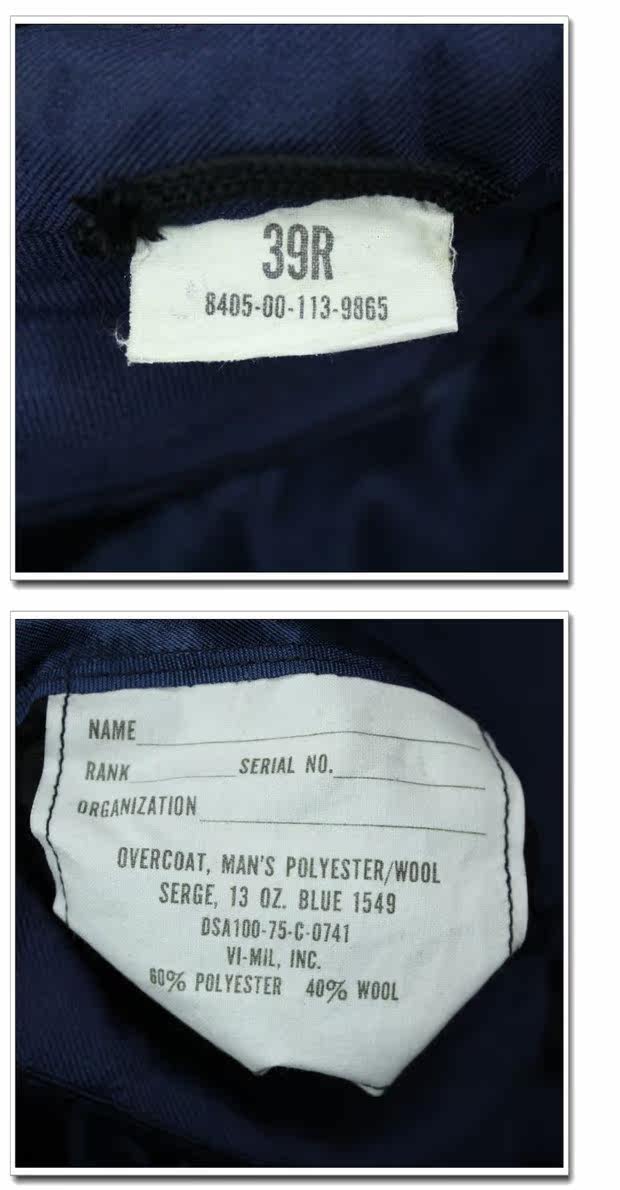 39R
8405-00-113-9865
NAME
RANK SERIAL NO.
ORGANIZATION
OVERCOAT, MAN'S POLYESTER/WOOL
SERGE, 13 OZ. BLUE 1549
DSA100-75-C-0741
VI-MIL, INC.
60% POLYESTER 40% WOOL